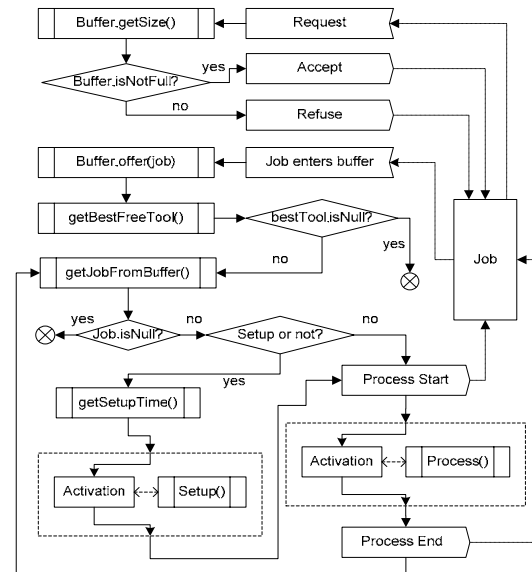 Buffer.getSize()
Request
Buffer.isNotFull?
yes
Accept
no
Refuse
Buffer.offer(job)
Job enters buffer
getBestFreeTool()
bestTool.isNull?
yes
no
Job
getJobFromBuffer()
yes
Job.isNull?
no
Setup or not?
no
yes
Process Start
getSetupTime()
Activation
Process()
Activation
Setup()
Process End